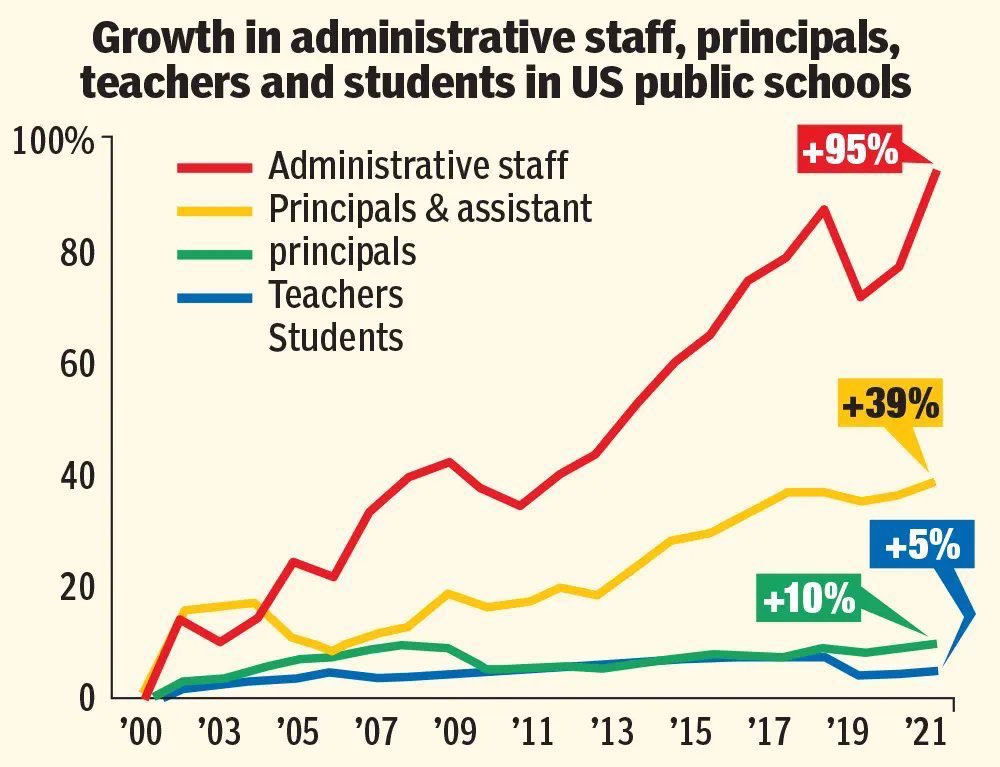 Growth in administrative staff, principals,
teachers and students in US public schools
100%
80
60
40
20
0
Administrative staff
Principals & assistant
principals
Teachers
Students
+95%
+39%
+5%
+10%
’00 ’03 ’05 ’07 ’09 ’11 ’13 ’15 ’17 ’19 ’21